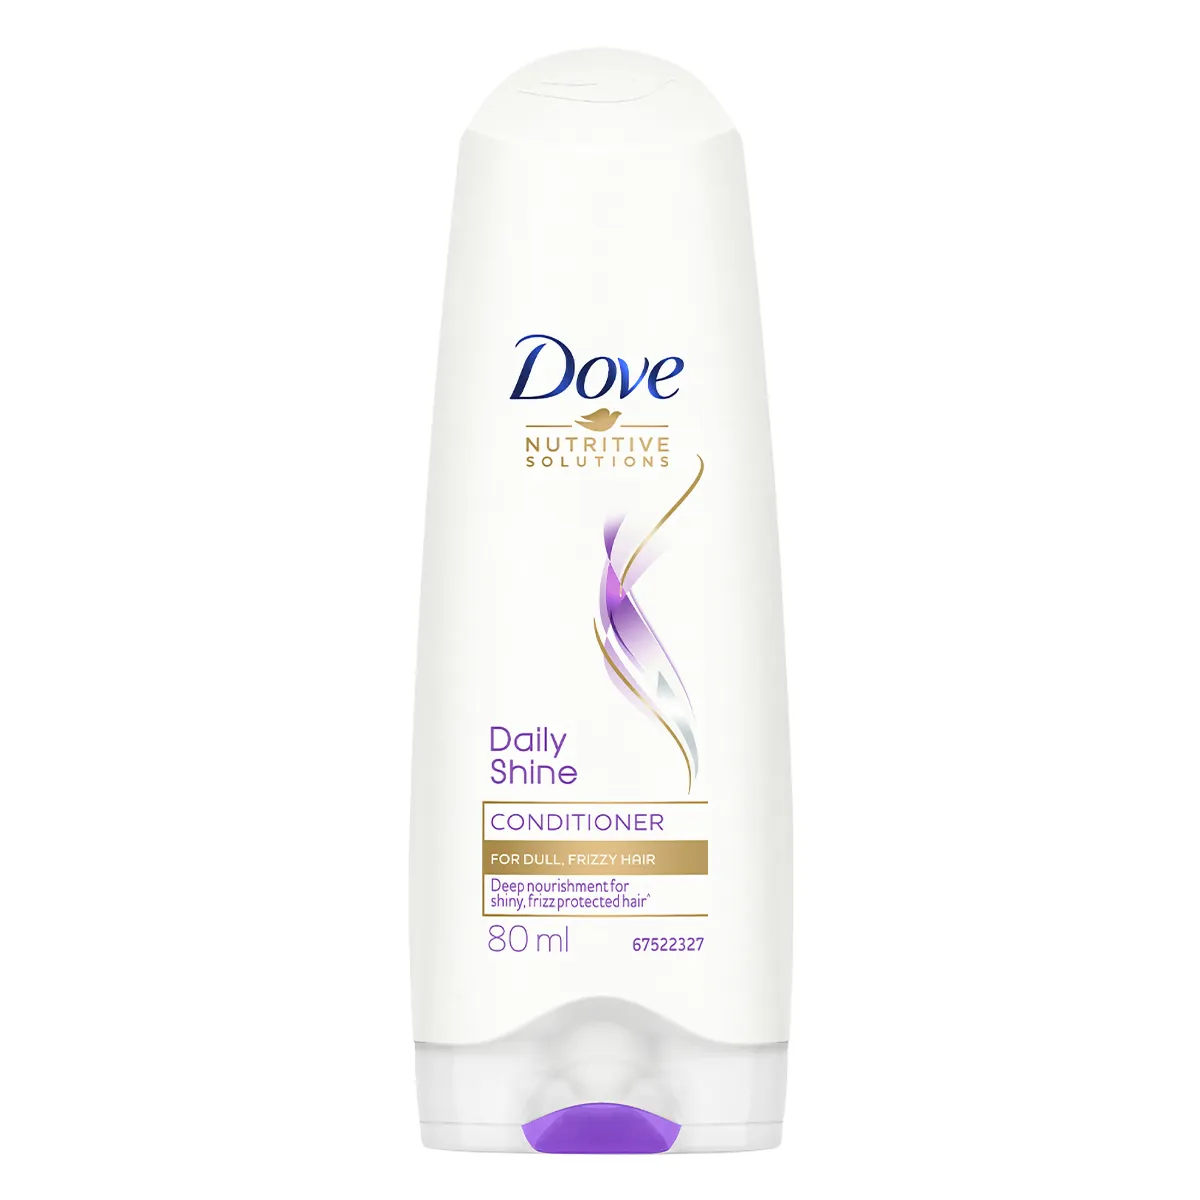 Dove
NUTRITIVE
SOLUTIONS
Daily
Shine
CONDITIONER
FOR DULL, FRIZZY HAIR
Deep nourishment for
shiny, frizz protected hair^
80 ml 67522327